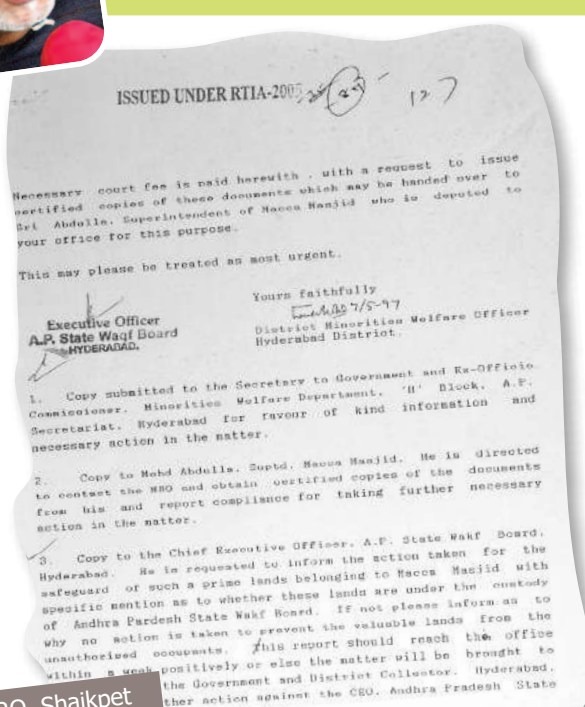 ISSUED UNDER RTIA-2005
127
Necessary court fee is paid herewith . with a request to issue
certified copies of these documents which may be handed over to
Sri Abdulla, Superintendent of Macca Masjid who is deputed to
your office for this purpose.
This may please be treated as most urgent.
Yours faithfully
7/5-97
District Minorities Welfare Officer
Hyderabad District.
Executive Officer
A.P. State Waqf Board
HYDERABAD.
1. Copy submitted to the Secretary to Government and Ex-Officio
Commissioner, Minorities Welfare Department, 'H' Block, A.P.
Secretariat, Hyderabad for favour of kind information and
necessary action in the matter.
2. Copy to Mohd Abdulla, Suptd, Macca Masjid. He is directed
to contact the MRO and obtain certified copies of the documents
from his and report compliance for taking further necessary
action in the matter.
3. Copy to the Chief Executive Officer, A.P. State Wakf Board,
Hyderabad. He is requested to inform the action taken for the
safeguard of such a prime lands belonging to Macca Masjid with
specific mention as to whether these lands are under the custody
of Andhra Pardesh State Wakf Board. If not please inform as to
why no action is taken to prevent the valuable lands from the
unauthorised occupants. This report should reach the office
within a weak positively or else the matter will be brought to
the Government and District Collector, Hyderabad,
ther action against the CEO, Andhra Pradesh State
RO, Shaikpet